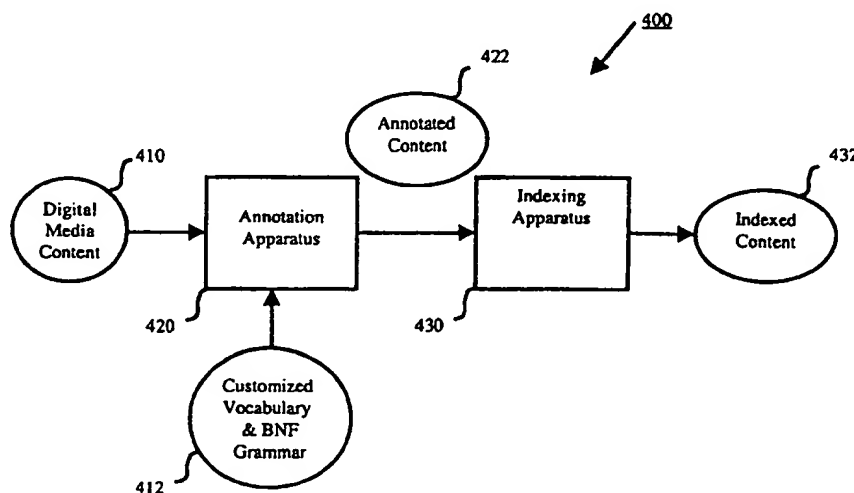 400
422
Annotated
Content
410
432
Digital
Media
Content
Annotation
Apparatus
Indexing
Apparatus
Indexed
Content
420
430
Customized
Vocabulary
& BNF
Grammar
412